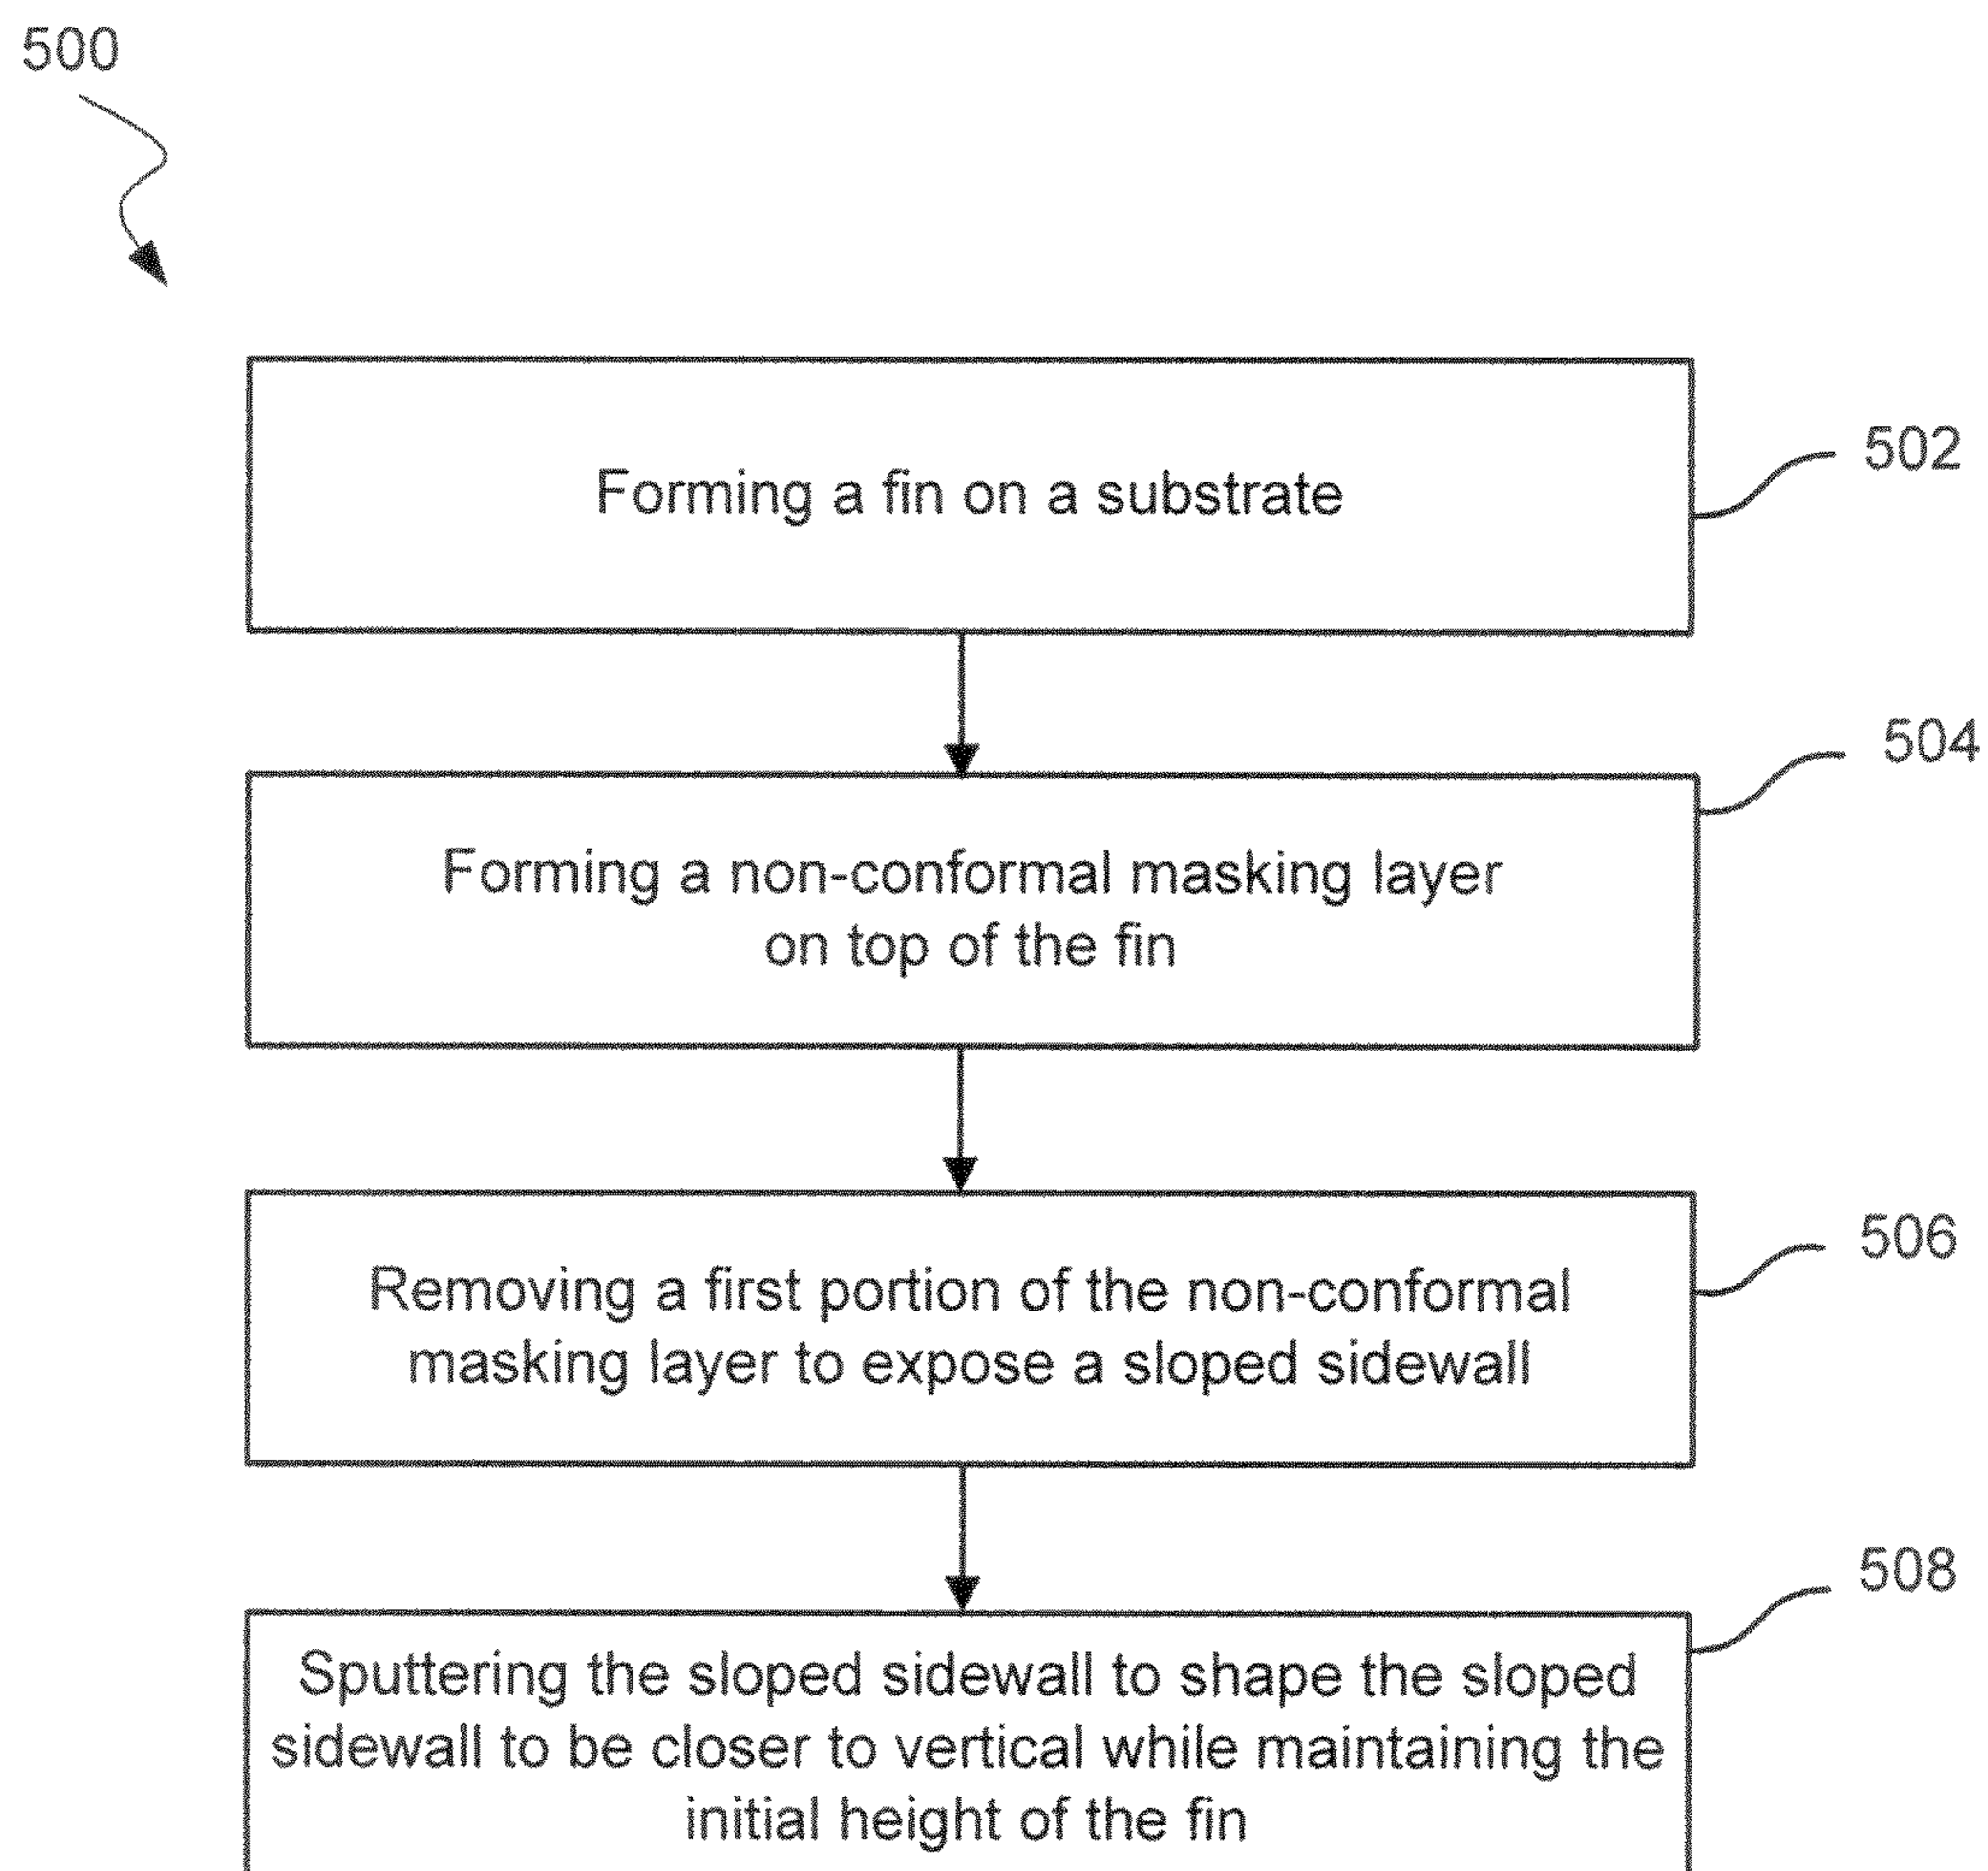 500
Forming a fin on a substrate
502
504
Forming a non-conformal masking layer
on top of the fin
506
Removing a first portion of the non-conformal
masking layer to expose a sloped sidewall
508
Sputtering the sloped sidewall to shape the sloped
sidewall to be closer to vertical while maintaining the
initial height of the fin